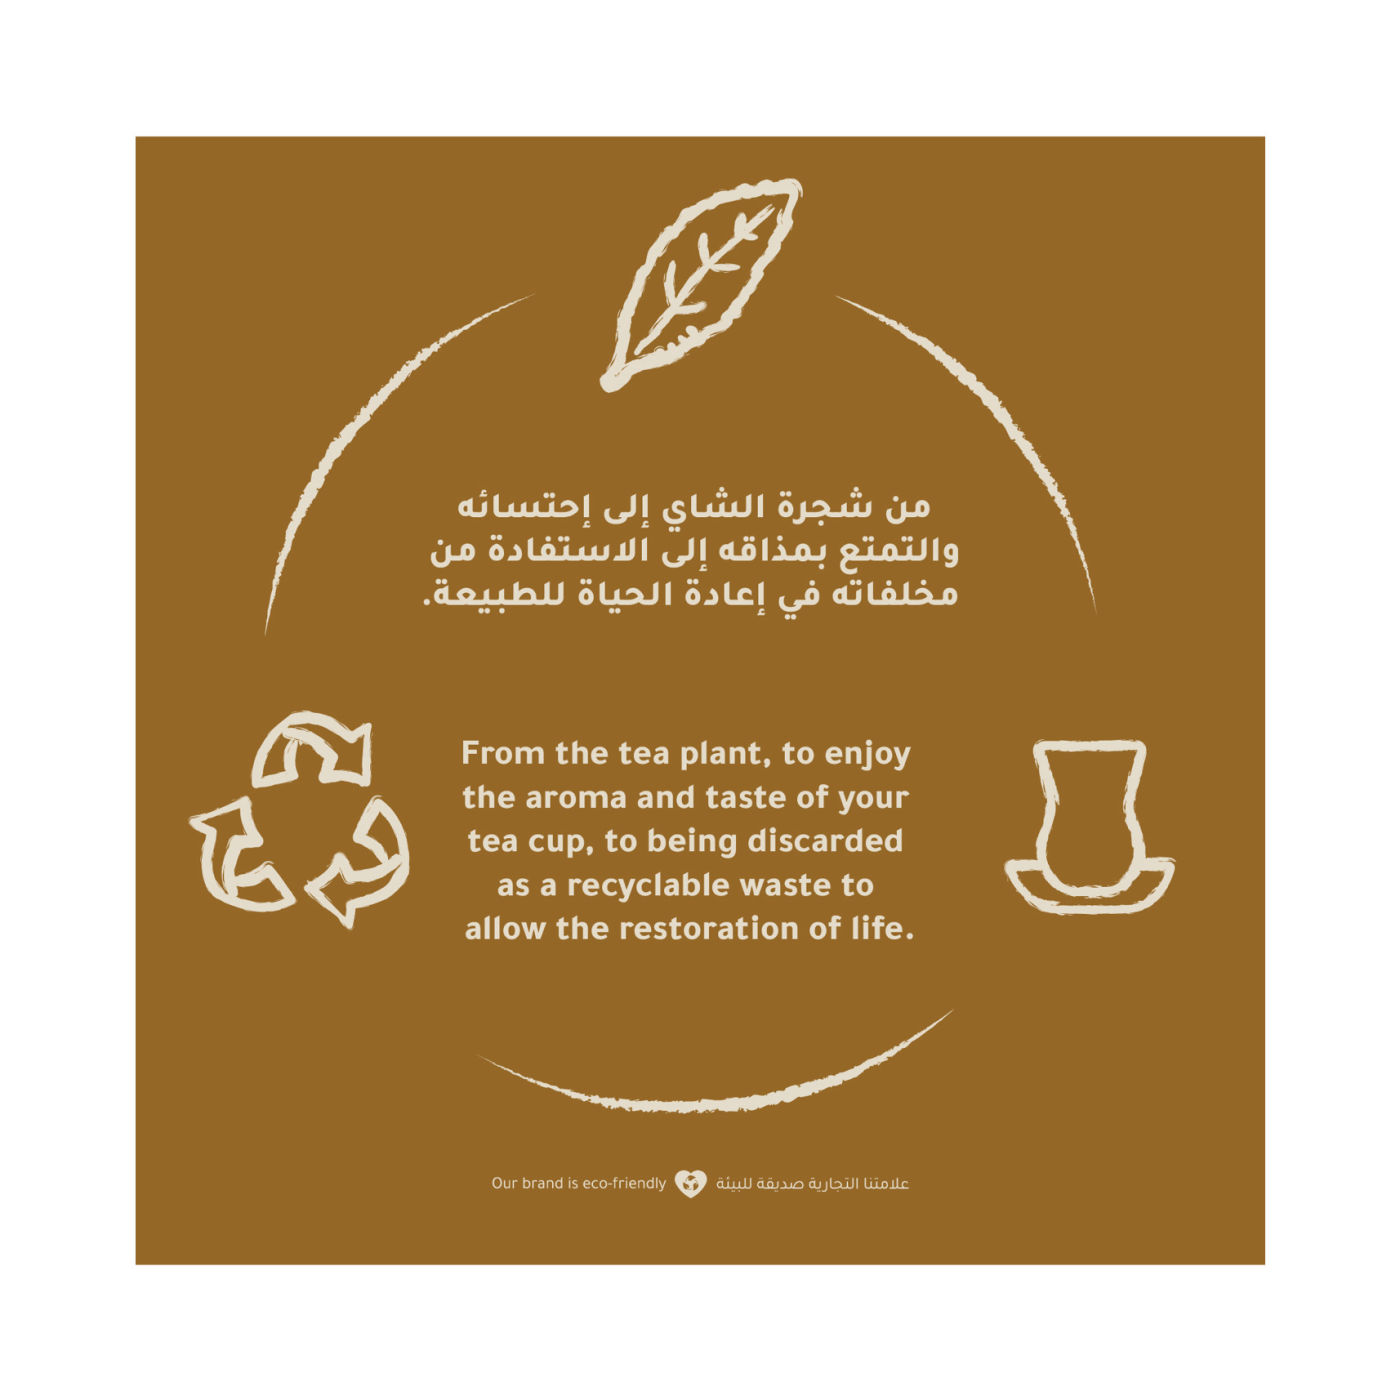 من شجرة الشاي إلى إحتسائه
والتمتع بمذاقه إلى الاستفادة من
مخلفاته في إعادة الحياة للطبيعة.
From the tea plant, to enjoy
the aroma and taste of your
tea cup, to being discarded
as a recyclable waste to
allow the restoration of life.
Our brand is eco-friendly علامتنا التجارية صديقة للبيئة